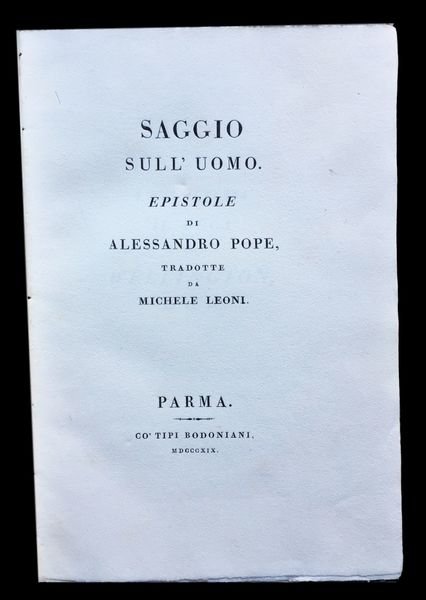 SAGGIO
SULL' UOMO.
EPISTOLE
DI
ALESSANDRO POPE,
TRADOTTE
DA
MICHELE LEONI.
PARMA.
CO' TIPI BODONIANI.
MDCCCXIX.